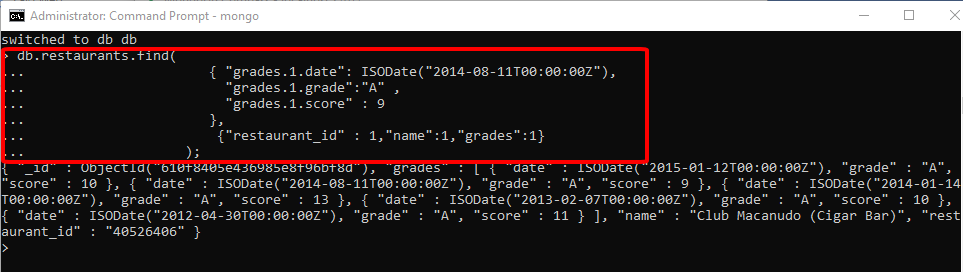 Administrator: Command Prompt - mongo
switched to db db
> db.restaurants.find(
... { "grades.1.date": ISODate("2014-08-11T00:00:00Z"),
... "grades.1.grade":"A" ,
... "grades.1.score" : 9
... },
... {"restaurant_id" : 1,"name":1,"grades":1}
... );
{ "_id" : ObjectId("610f8405e436985e8f96bf8d"), "grades" : [ { "date" : ISODate("2015-01-12T00:00:00Z"), "grade" : "A",
"score" : 10 }, { "date" : ISODate("2014-08-11T00:00:00Z"), "grade" : "A", "score" : 9 }, { "date" : ISODate("2014-01-14
T00:00:00Z"), "grade" : "A", "score" : 13 }, { "date" : ISODate("2013-02-07T00:00:00Z"), "grade" : "A", "score" : 10 },
{ "date" : ISODate("2012-04-30T00:00:00Z"), "grade" : "A", "score" : 11 } ], "name" : "Club Macanudo (Cigar Bar)", "rest
aurant_id" : "40526406" }
>